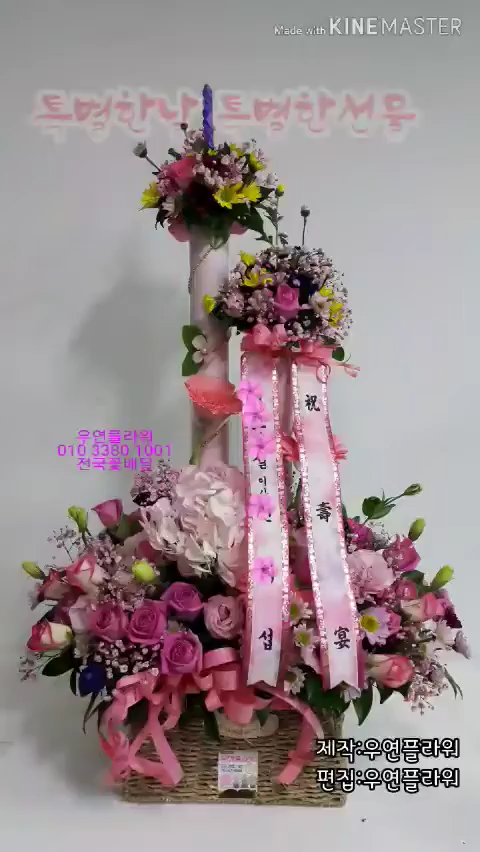 Made with KINEMASTER
특별한날 특별한선물
우연플라워
010 3380 1001
전국꽃배달
祝
壽
宴
섭
제작:우연플라워
편집:우연플라워